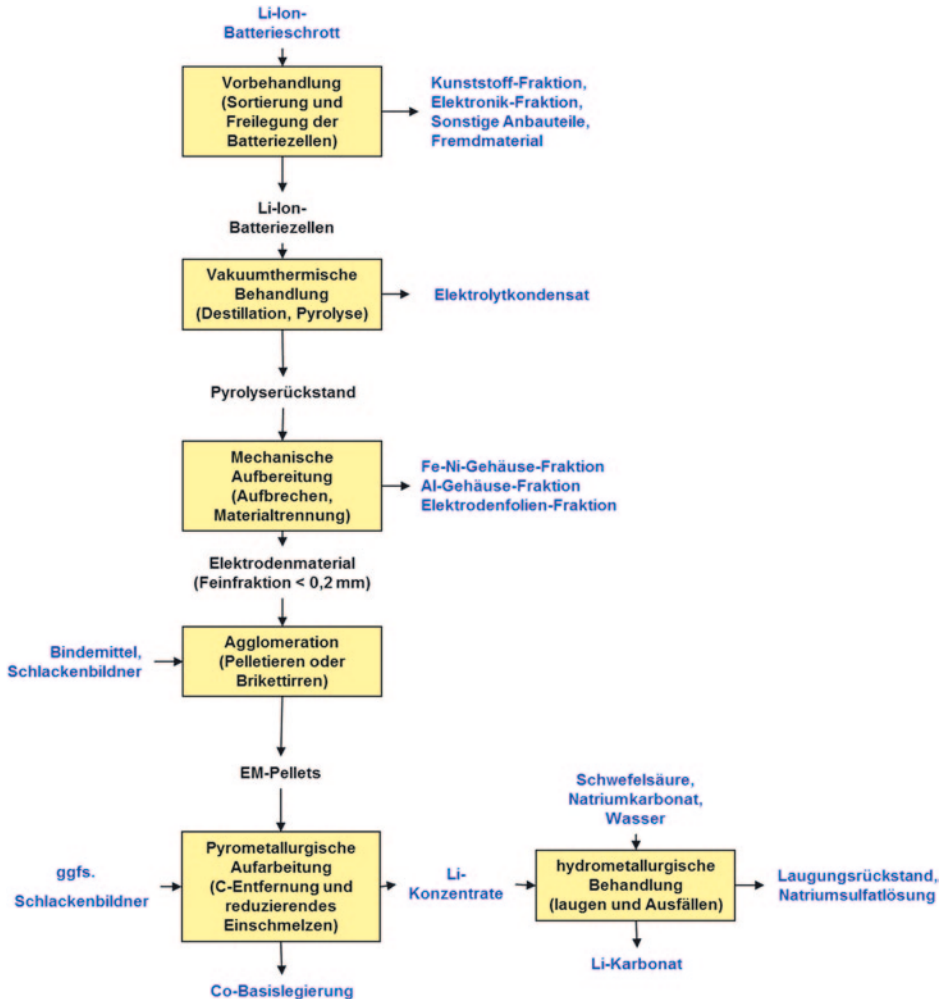 Li-Ion-
Batterieschrott
Vorbehandlung
(Sortierung und
Freilegung der
Batteriezellen)
Kunststoff-Fraktion,
Elektronik-Fraktion,
Sonstige Anbauteile,
Fremdmaterial
Li-Ion-
Batteriezellen
Vakuumthermische
Behandlung
(Destillation, Pyrolyse)
Elektrolytkondensat
Pyrolyserückstand
Mechanische
Aufbereitung
(Aufbrechen,
Materialtrennung)
Fe-Ni-Gehäuse-Fraktion
Al-Gehäuse-Fraktion
Elektrodenfolien-Fraktion
Elektrodenmaterial
(Feinfraktion < 0,2 mm)
Bindemittel,
Schlackenbildner
Agglomeration
(Pelletieren oder
Brikettirren)
EM-Pellets
ggfs.
Schlackenbildner
Pyrometallurgische
Aufarbeitung
(C-Entfernung und
reduzierendes
Einschmelzen)
Li-
Konzentrate
Schwefelsäure,
Natriumkarbonat,
Wasser
hydrometallurgische
Behandlung
(laugen und Ausfällen)
Laugungsrückstand,
Natriumsulfatlösung
Li-Karbonat
Co-Basislegierung